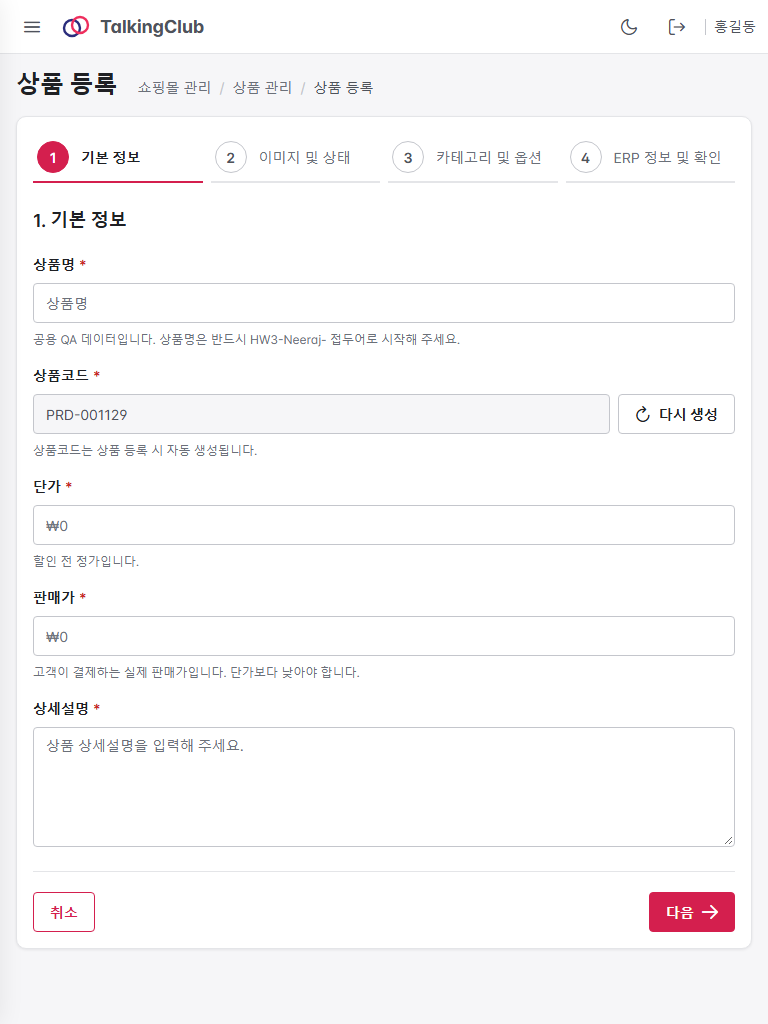 TalkingClub
홍길동
상품 등록
쇼핑몰 관리 / 상품 관리 / 상품 등록
1 기본 정보
2 이미지 및 상태
3 카테고리 및 옵션
4 ERP 정보 및 확인
1. 기본 정보
상품명 *
상품명
공용 QA 데이터입니다. 상품명은 반드시 HW3-Neeraj- 접두어로 시작해 주세요.
상품코드 *
PRD-001129
다시 생성
상품코드는 상품 등록 시 자동 생성됩니다.
단가 *
₩0
할인 전 정가입니다.
판매가 *
₩0
고객이 결제하는 실제 판매가입니다. 단가보다 낮아야 합니다.
상세설명 *
상품 상세설명을 입력해 주세요.
취소
다음